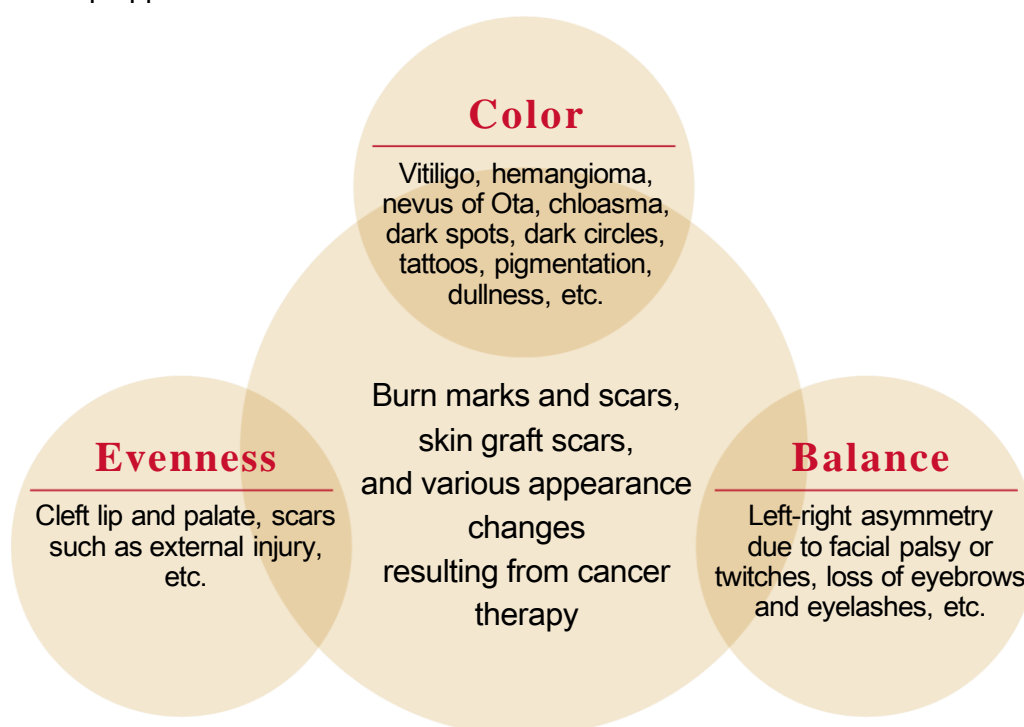 Color
Vitiligo, hemangioma,
nevus of Ota, chloasma,
dark spots, dark circles,
tattoos, pigmentation,
dullness, etc.
Burn marks and scars,
skin graft scars,
and various appearance
changes
resulting from cancer
therapy
Evenness
Cleft lip and palate, scars
such as external injury,
etc.
Balance
Left-right asymmetry
due to facial palsy or
twitches, loss of eyebrows
and eyelashes, etc.